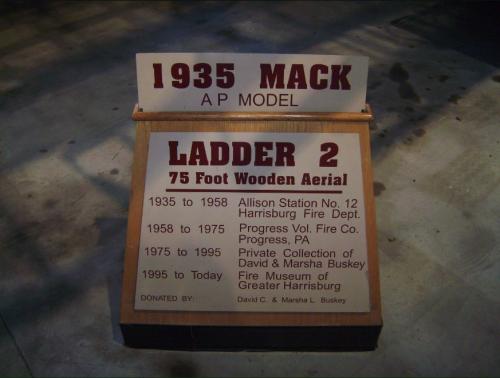 1935 MACK
A P MODEL
LADDER 2
75 Foot Wooden Aerial
1935 to 1958 Allison Station No. 12
Harrisburg Fire Dept.
1958 to 1975 Progress Vol. Fire Co.
Progress, PA
1975 to 1995 Private Collection of
David & Marsha Buskey
1995 to Today Fire Museum of
Greater Harrisburg
DONATED BY: David C. & Marsha L. Buskey